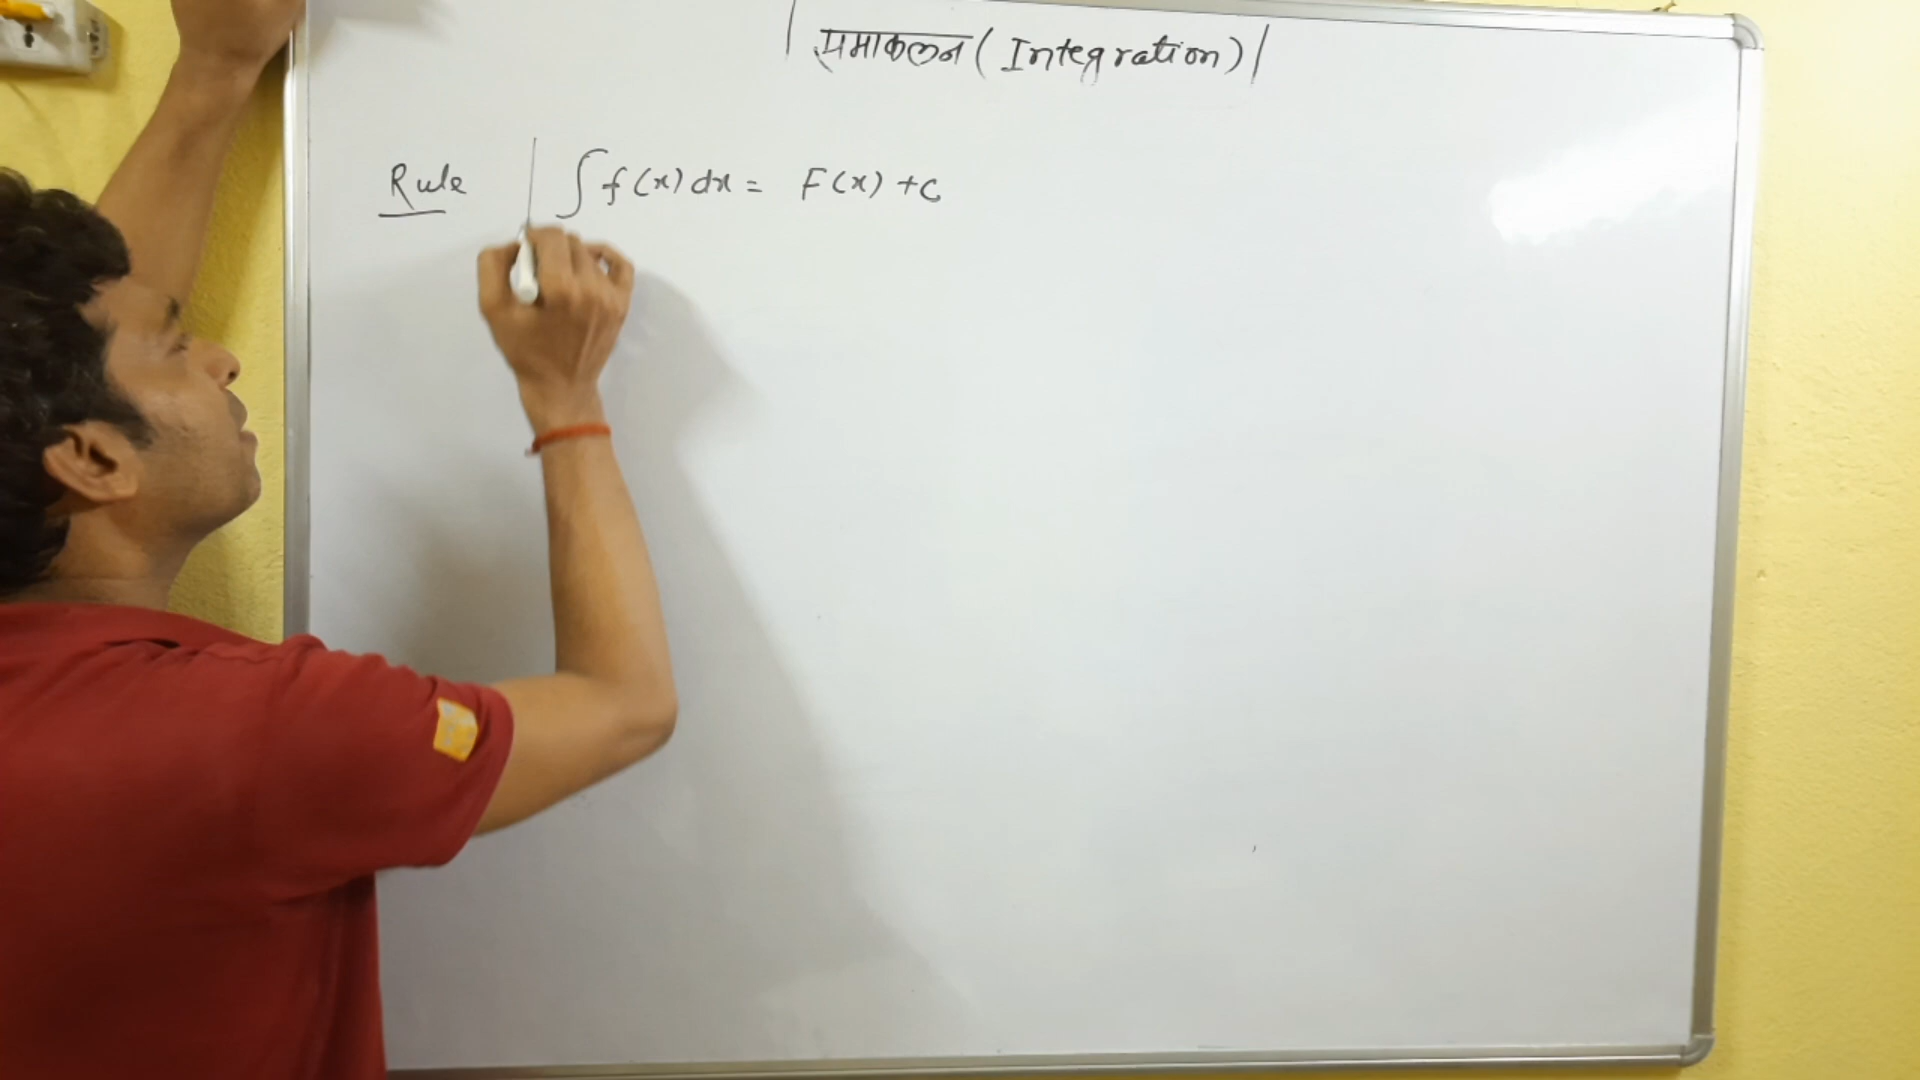 | समाकलन ( Integration ) |
Rule | ∫ f(x) dx = F(x) + c